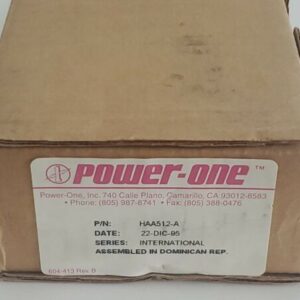 POWER-ONE ™
Power-One, Inc. 740 Calle Plano, Camarillo, CA 93012-8583
• Phone: (805) 987-8741 • Fax: (805) 388-0476
P/N: HAA512-A
DATE: 22-DIC-95
SERIES: INTERNATIONAL
ASSEMBLED IN DOMINICAN REP.
604-413 Rev. B